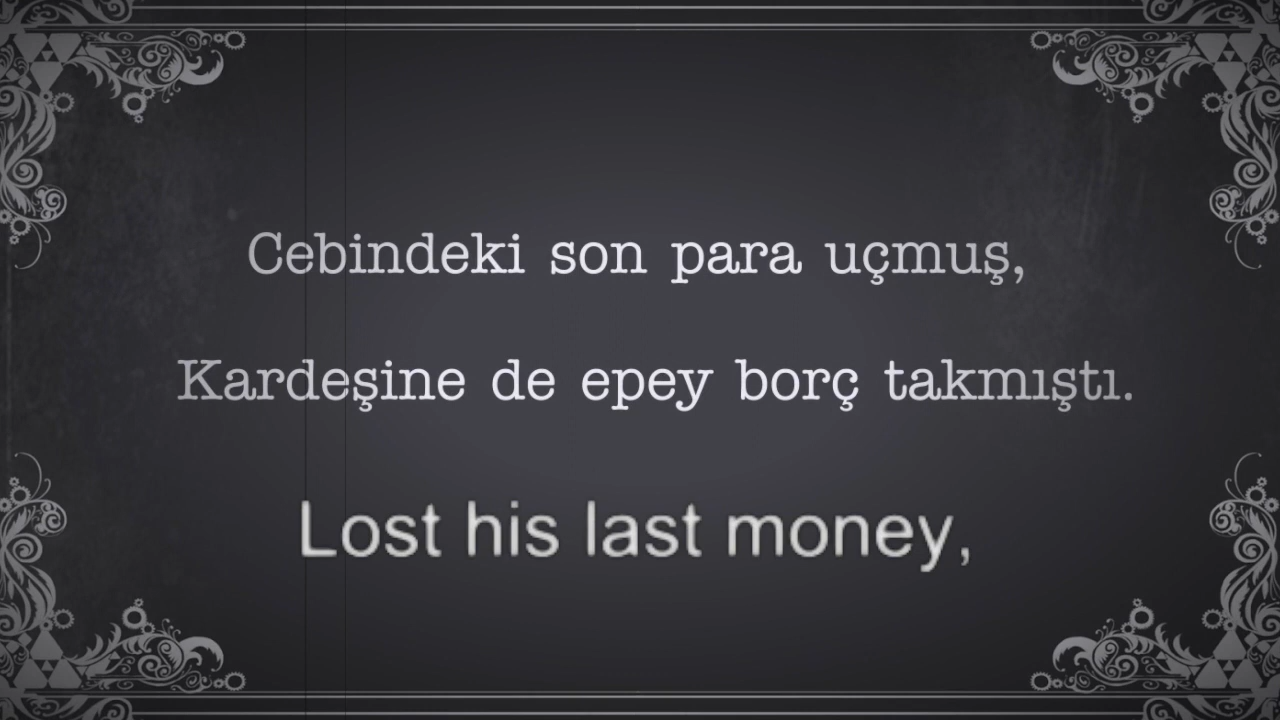 Cebindeki son para uçmuş,
Kardeşine de epey borç takmıştı.
Lost his last money,